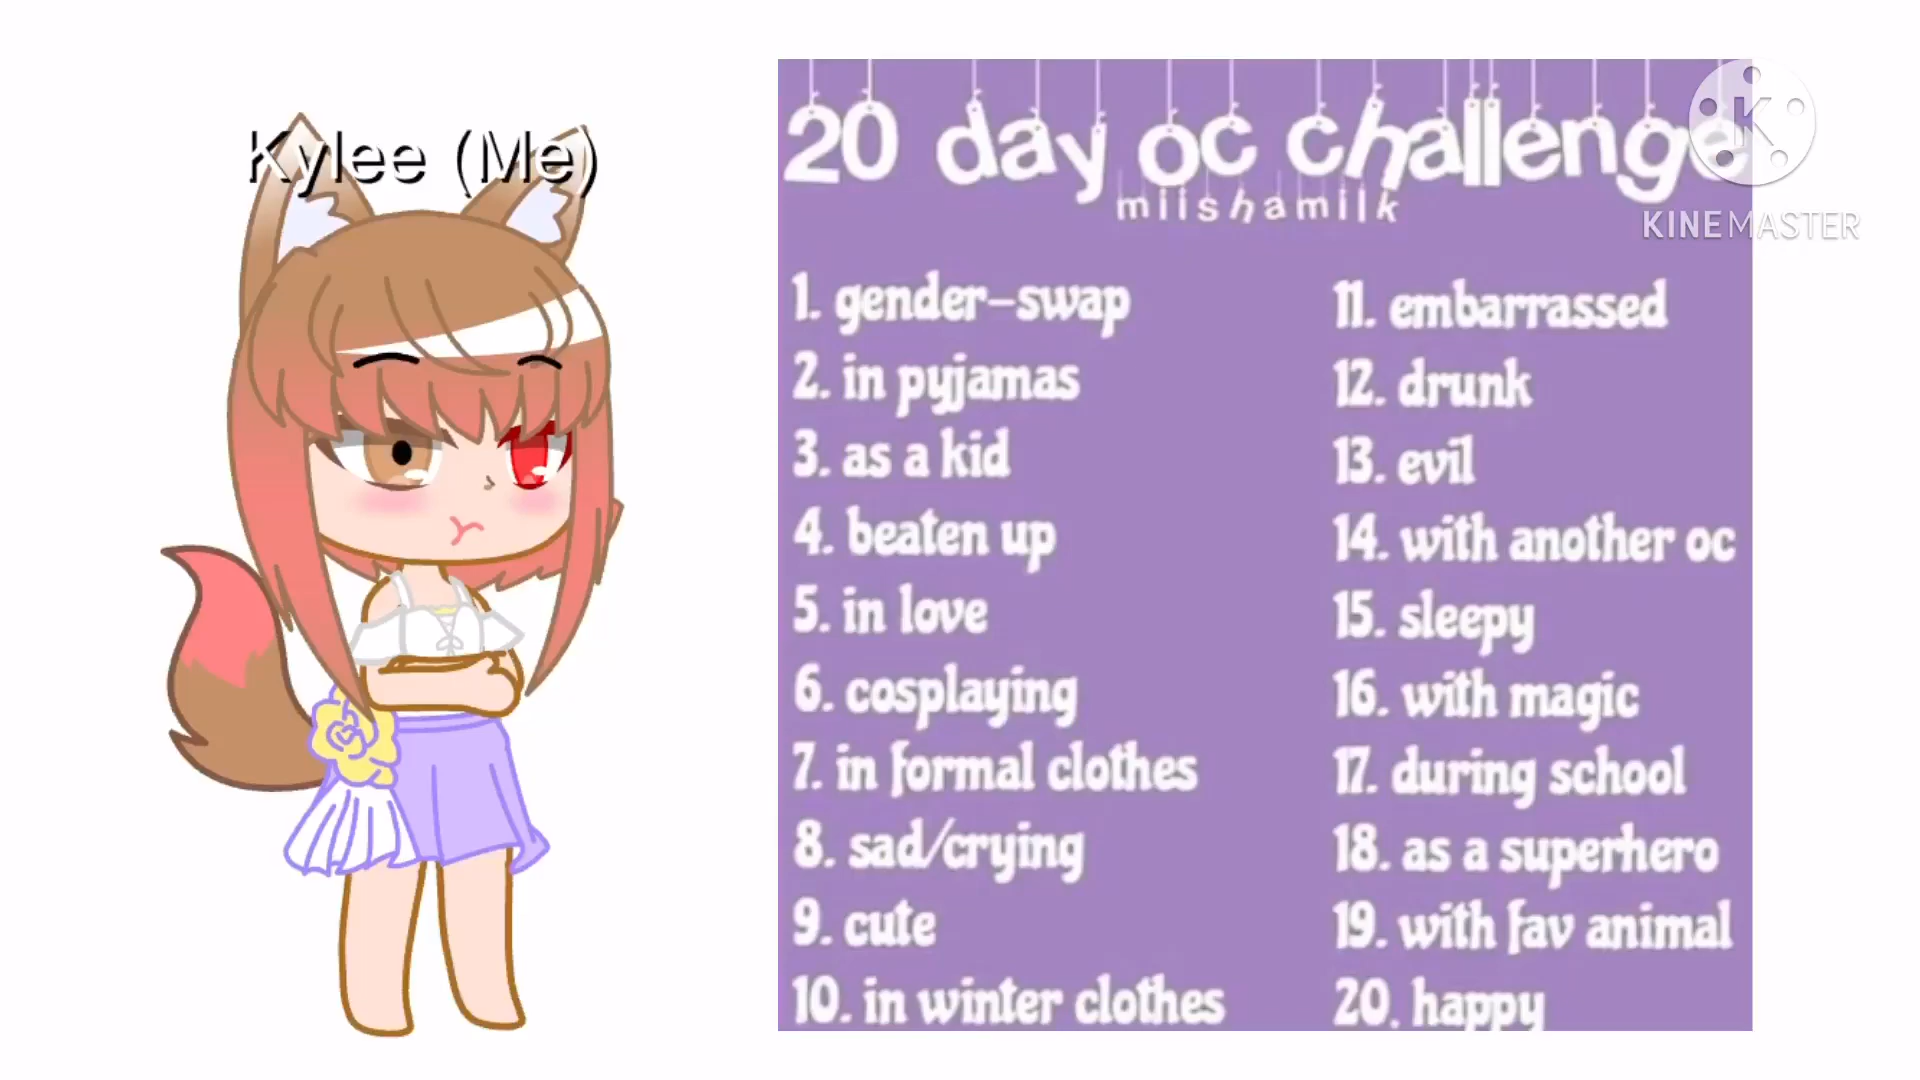 Kylee (Me)
20 day oc challenge
miishamilk
1. gender-swap
2. in pyjamas
3. as a kid
4. beaten up
5. in love
6. cosplaying
7. in formal clothes
8. sad/crying
9. cute
10. in winter clothes
11. embarrassed
12. drunk
13. evil
14. with another oc
15. sleepy
16. with magic
17. during school
18. as a superhero
19. with fav animal
20. happy
K
KINEMASTER